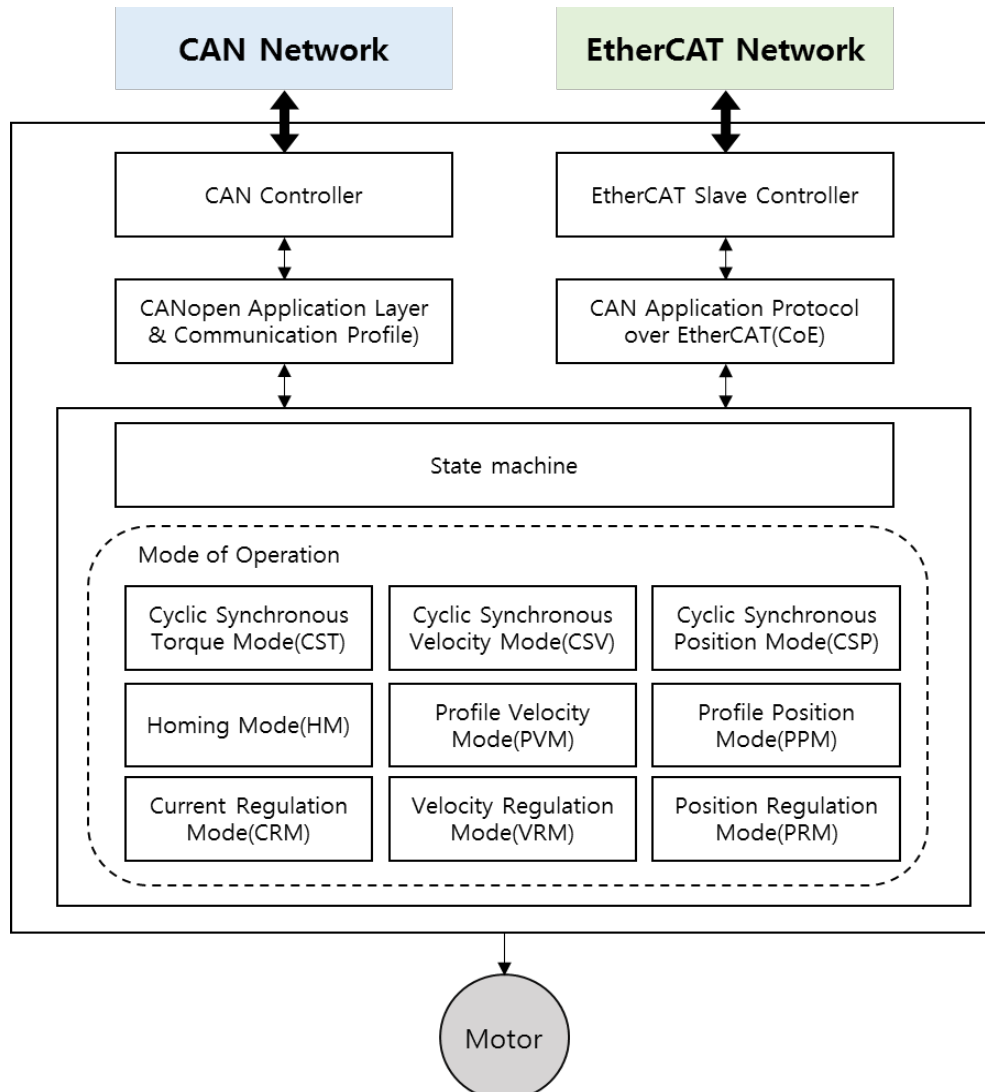 CAN Network
EtherCAT Network
CAN Controller
EtherCAT Slave Controller
CANopen Application Layer
& Communication Profile)
CAN Application Protocol
over EtherCAT(CoE)
State machine
Mode of Operation
Cyclic Synchronous
Torque Mode(CST)
Cyclic Synchronous
Velocity Mode(CSV)
Cyclic Synchronous
Position Mode(CSP)
Homing Mode(HM)
Profile Velocity
Mode(PVM)
Profile Position
Mode(PPM)
Current Regulation
Mode(CRM)
Velocity Regulation
Mode(VRM)
Position Regulation
Mode(PRM)
Motor